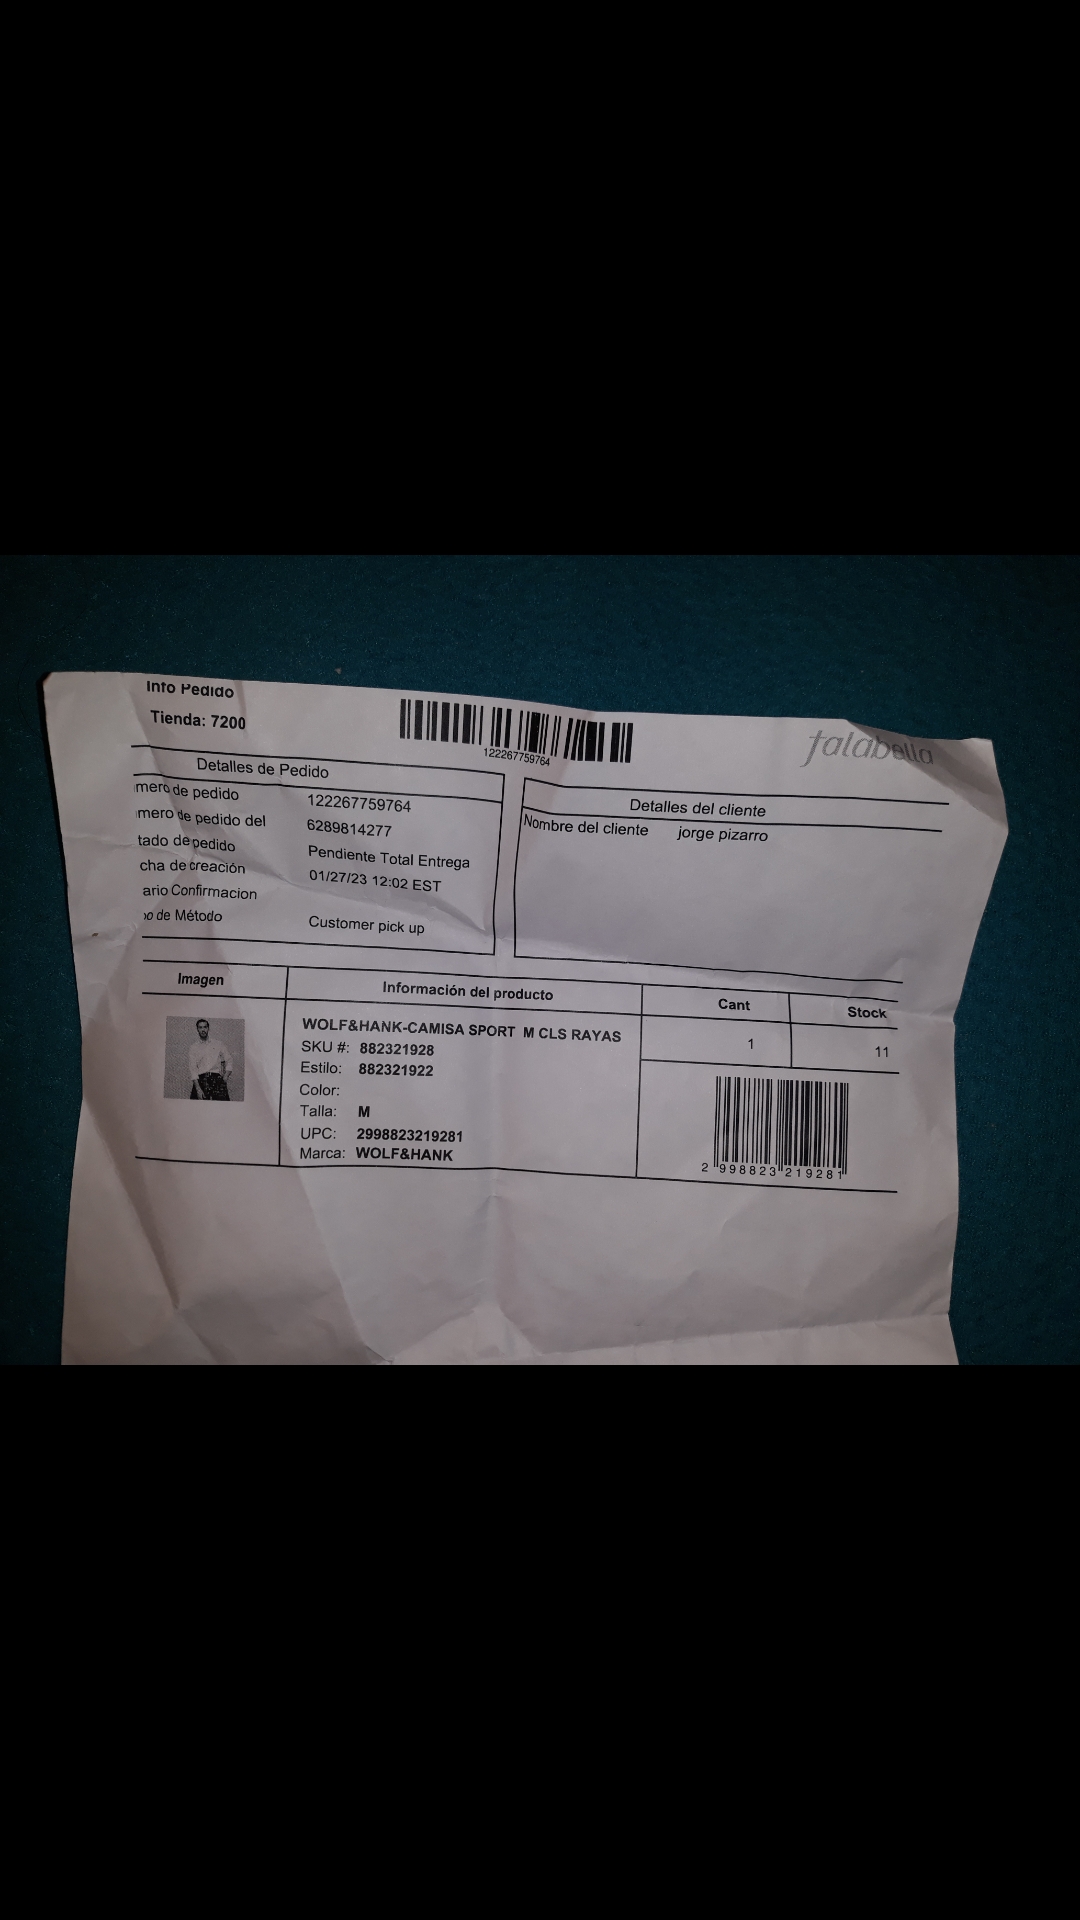 Info Pedido
Tienda: 7200
122267759764
falabella
Detalles de Pedido
mero de pedido 122267759764
mero de pedido del 6289814277
tado de pedido Pendiente Total Entrega
cha de creación 01/27/23 12:02 EST
ario Confirmacion
o de Método Customer pick up
Detalles del cliente
Nombre del cliente jorge pizarro
Imagen Información del producto Cant Stock
WOLF&HANK-CAMISA SPORT M CLS RAYAS 1 11
SKU #: 882321928
Estilo: 882321922
Color:
Talla: M
UPC: 2998823219281
Marca: WOLF&HANK
2 998823 219281